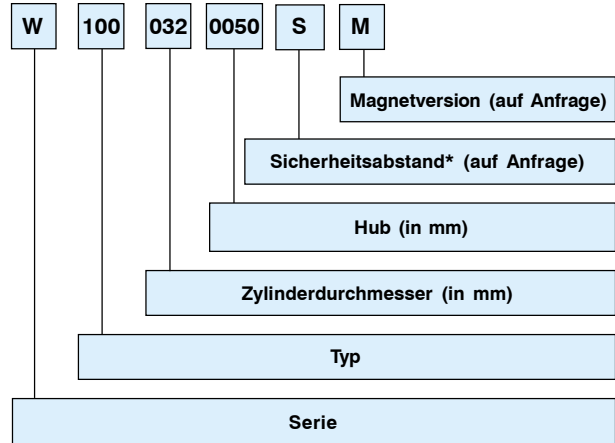 W 100 032 0050 S M
Magnetversion (auf Anfrage)
Sicherheitsabstand* (auf Anfrage)
Hub (in mm)
Zylinderdurchmesser (in mm)
Typ
Serie